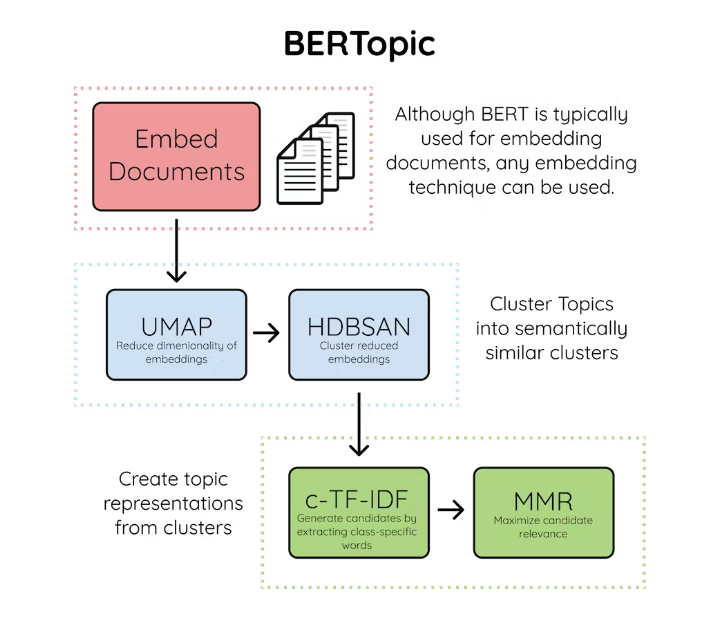 BERTopic
Embed
Documents
Although BERT is typically
used for embedding
documents, any embedding
technique can be used.
UMAP
Reduce dimenionality of
embeddings
HDBSAN
Cluster reduced
embeddings
Cluster Topics
into semantically
similar clusters
Create topic
representations
from clusters
c-TF-IDF
Generate candidates by
extracting class-specific
words
MMR
Maximize candidate
relevance